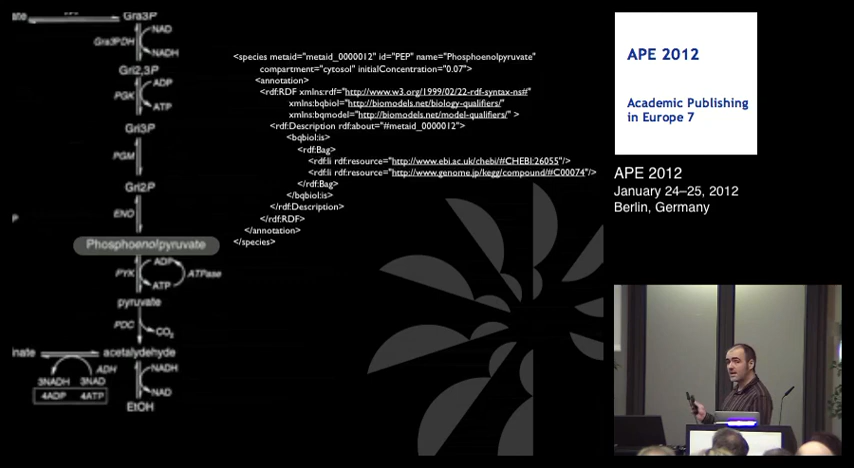 ate
Gra3P
Gra3PDH
NAD
NADH
Gri2,3P
PGK
ADP
ATP
Gri3P
PGM
Gri2P
P
ENO
Phosphoenolpyruvate
PYK
ADP
ATP
ATPase
pyruvate
PDC
CO2
inate
acetaldehyde
ADH
3NADH 3NAD
4ADP 4ATP
NADH
NAD
EtOH
<species metaid="metaid_0000012" id="PEP" name="Phosphoenolpyruvate"
compartment="cytosol" initialConcentration="0.07">
<annotation>
<rdf:RDF xmlns:rdf="http://www.w3.org/1999/02/22-rdf-syntax-ns#"
xmlns:bqbiol="http://biomodels.net/biology-qualifiers/"
xmlns:bqmodel="http://biomodels.net/model-qualifiers/" >
<rdf:Description rdf:about="#metaid_0000012">
<bqbiol:is>
<rdf:Bag>
<rdf:li rdf:resource="http://www.ebi.ac.uk/chebi/#CHEBI:26055"/>
<rdf:li rdf:resource="http://www.genome.jp/kegg/compound/#C00074"/>
</rdf:Bag>
</bqbiol:is>
</rdf:Description>
</rdf:RDF>
</annotation>
</species>
APE 2012
Academic Publishing
in Europe 7
APE 2012
January 24–25, 2012
Berlin, Germany